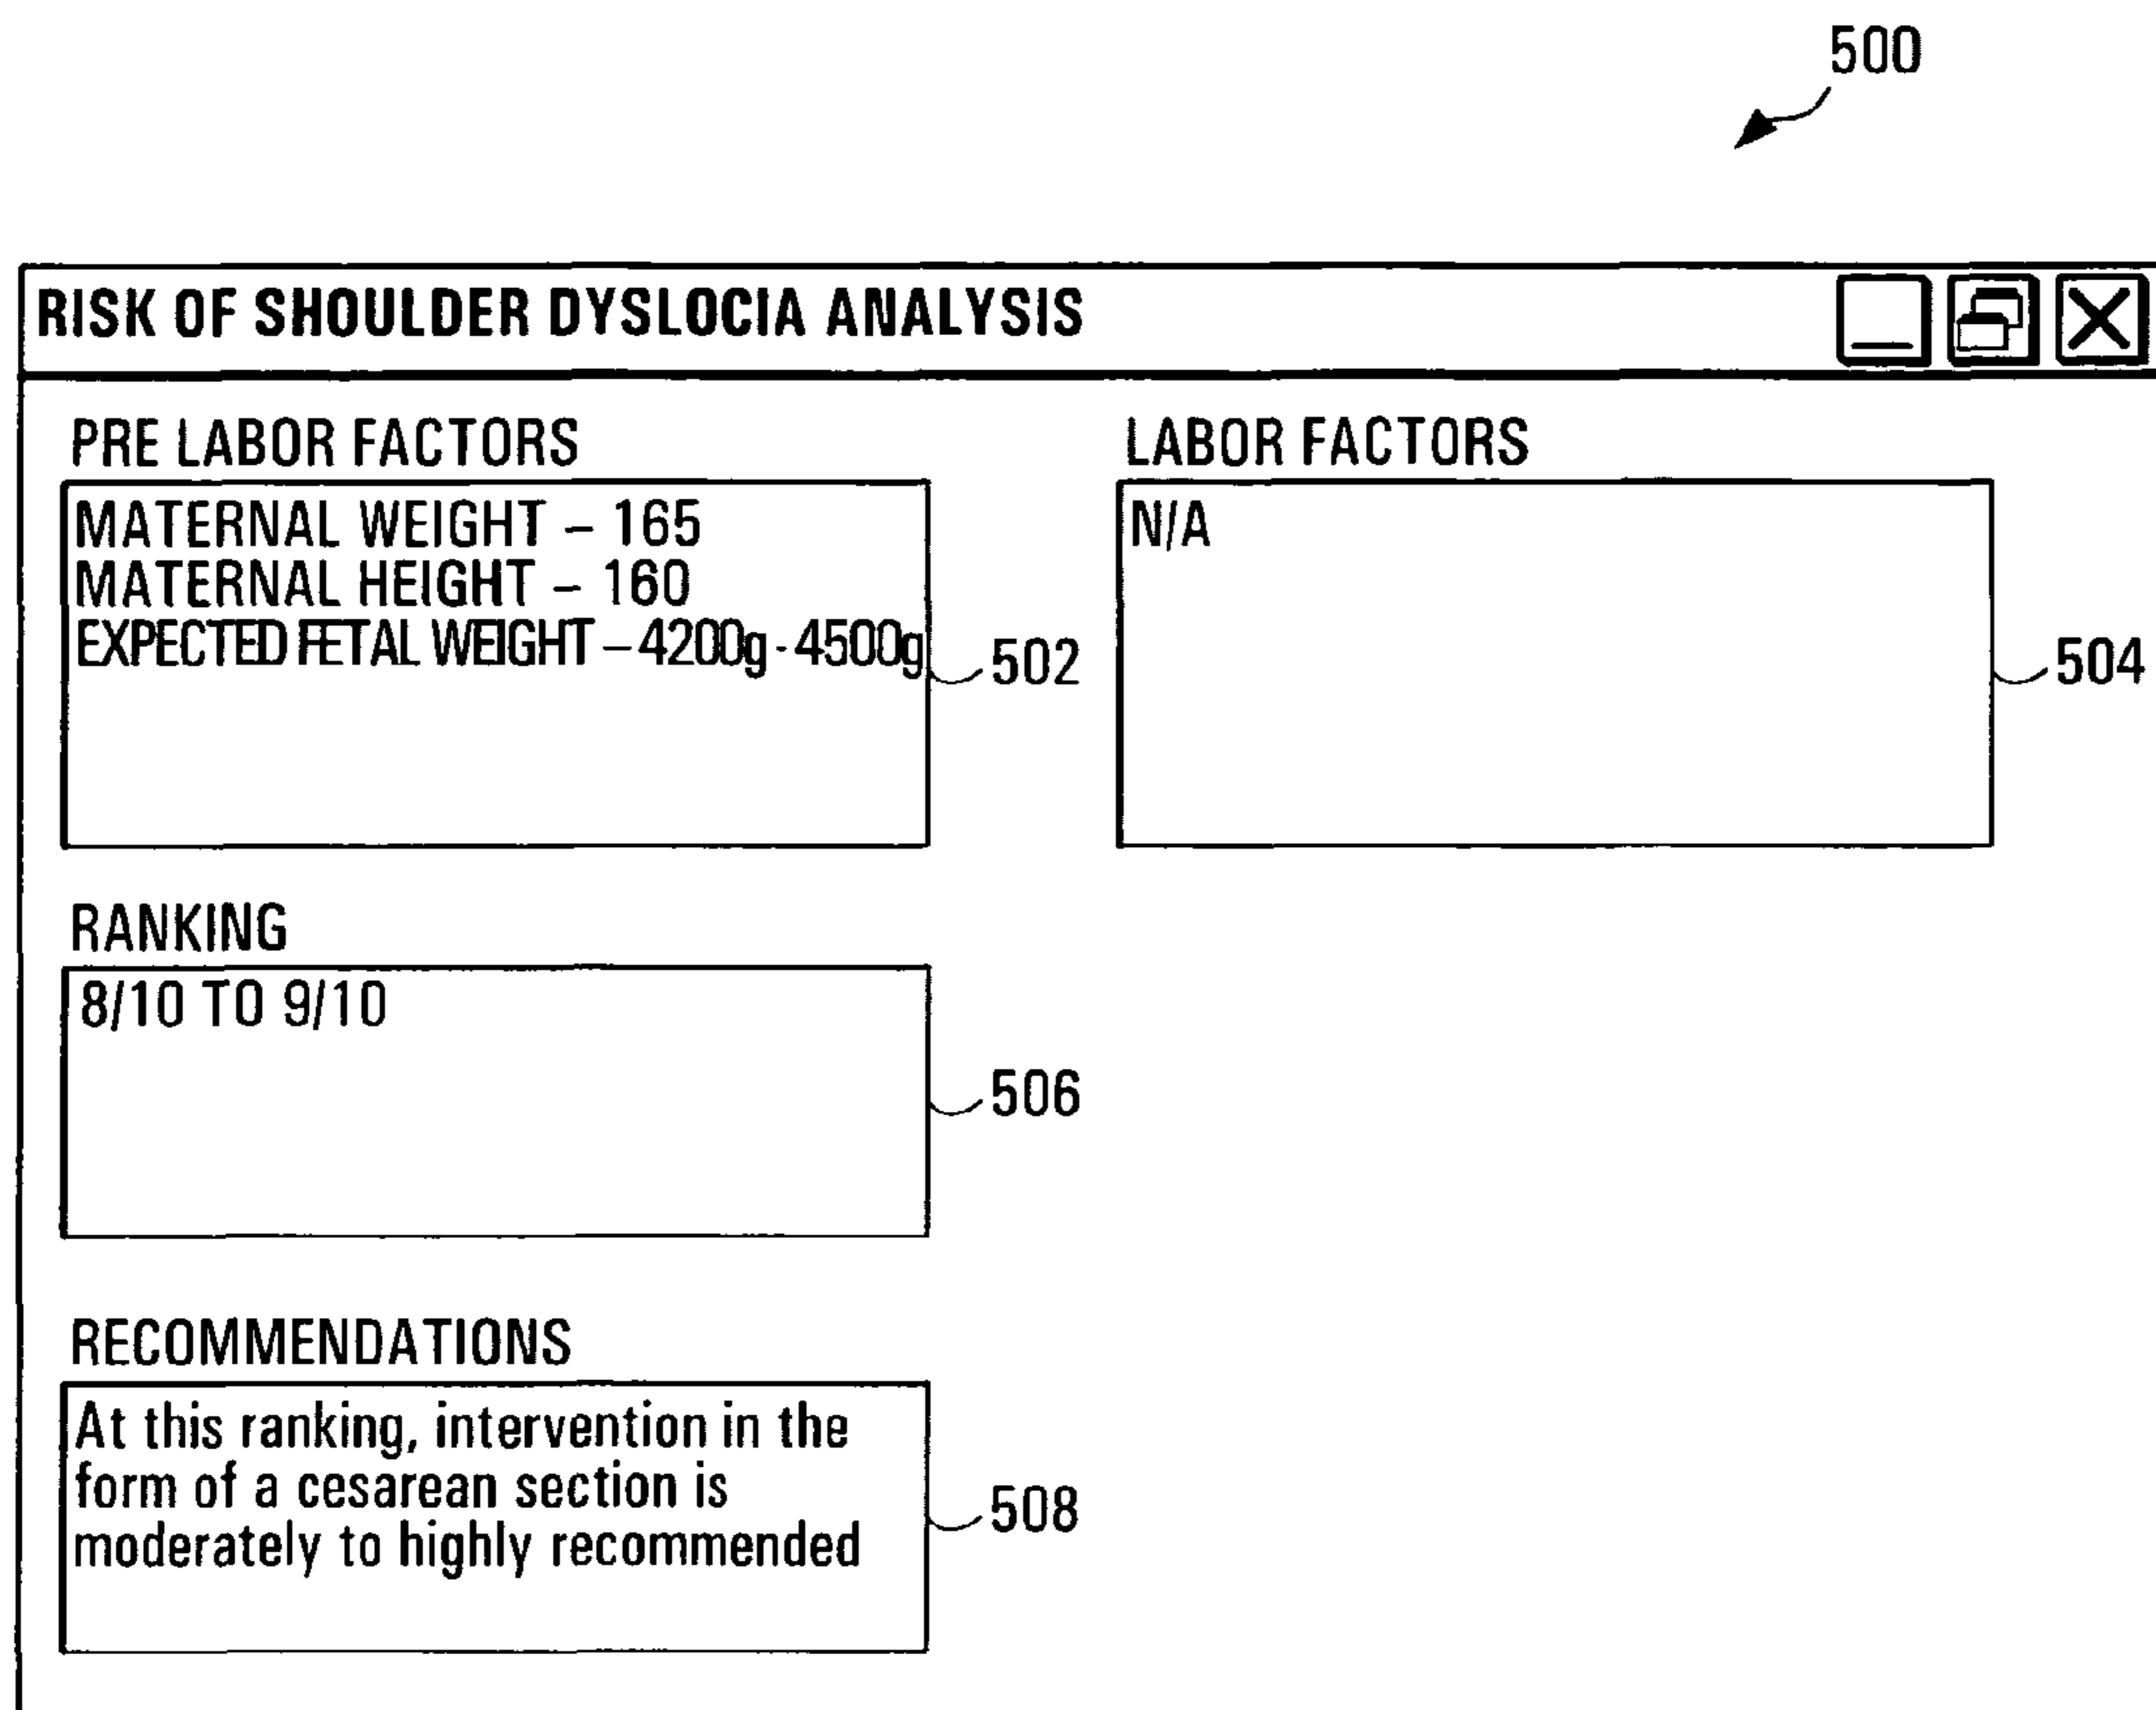 500
RISK OF SHOULDER DYSLOCIA ANALYSIS
PRE LABOR FACTORS
MATERNAL WEIGHT – 165
MATERNAL HEIGHT – 160
EXPECTED FETAL WEIGHT – 4200g - 4500g
502
LABOR FACTORS
N/A
504
RANKING
8/10 TO 9/10
506
RECOMMENDATIONS
At this ranking, intervention in the
form of a cesarean section is
moderately to highly recommended
508